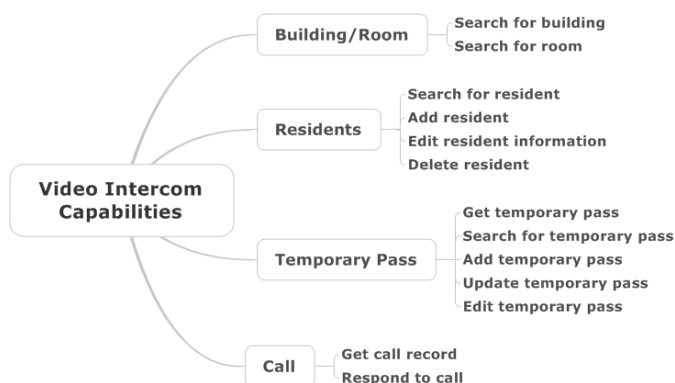 Video Intercom
Capabilities
Building/Room
Search for building
Search for room
Residents
Search for resident
Add resident
Edit resident information
Delete resident
Temporary Pass
Get temporary pass
Search for temporary pass
Add temporary pass
Update temporary pass
Edit temporary pass
Call
Get call record
Respond to call